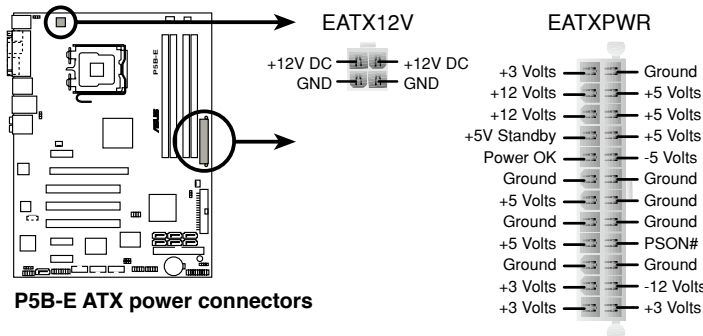 EATX12V
+12V DC
GND
+12V DC
GND
EATXPWR
+3 Volts
+12 Volts
+12 Volts
+5V Standby
Power OK
Ground
+5 Volts
Ground
+5 Volts
Ground
+3 Volts
+3 Volts
Ground
+5 Volts
+5 Volts
+5 Volts
-5 Volts
Ground
Ground
Ground
PSON#
Ground
-12 Volts
+3 Volts
P5B-E
ASUS
P5B-E ATX power connectors